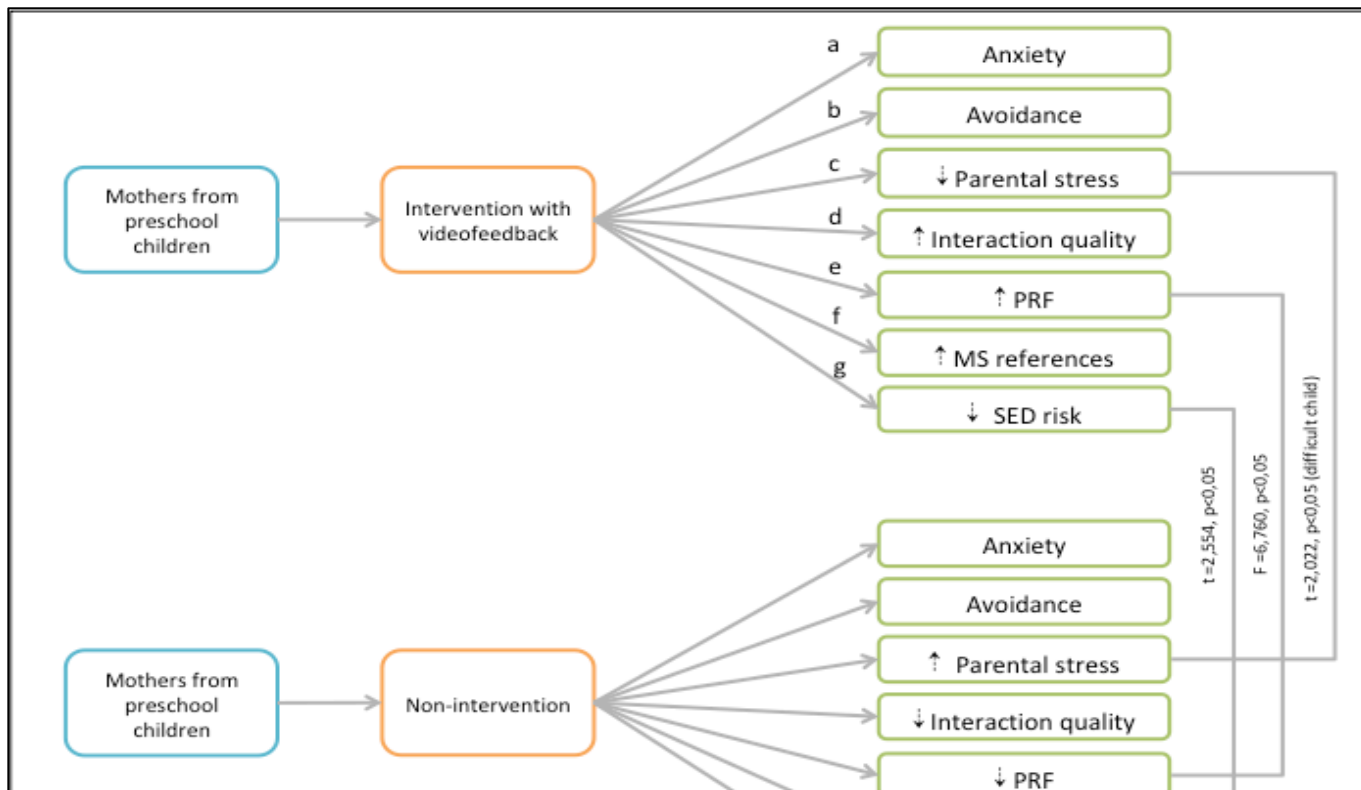 a
Anxiety
b
Avoidance
c
⇣ Parental stress
d
⇡ Interaction quality
e
⇡ PRF
f
⇡ MS references
g
⇣ SED risk
Mothers from
preschool
children
Intervention with
videofeedback
t =2,554, p<0,05
F =6,760, p<0,05
t =2,022, p<0,05 (difficult child)
Anxiety
Avoidance
⇡ Parental stress
⇣ Interaction quality
⇣ PRF
Mothers from
preschool
children
Non-intervention